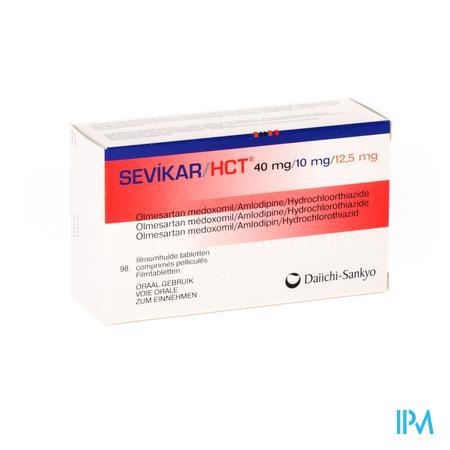 SEVÍKAR/HCT® 40 mg/10 mg/12,5 mg
Olmesartan medoxomil/Amlodipine/Hydrochloorthiazide
Olmésartan médoxomil/Amlodipine/Hydrochlorothiazide
Olmesartan medoxomil/Amlodipin/Hydrochlorothiazid
98
filmomhulde tabletten
comprimés pelliculés
Filmtabletten
ORAAL GEBRUIK
VOIE ORALE
ZUM EINNEHMEN
Daiichi-Sankyo
IPM